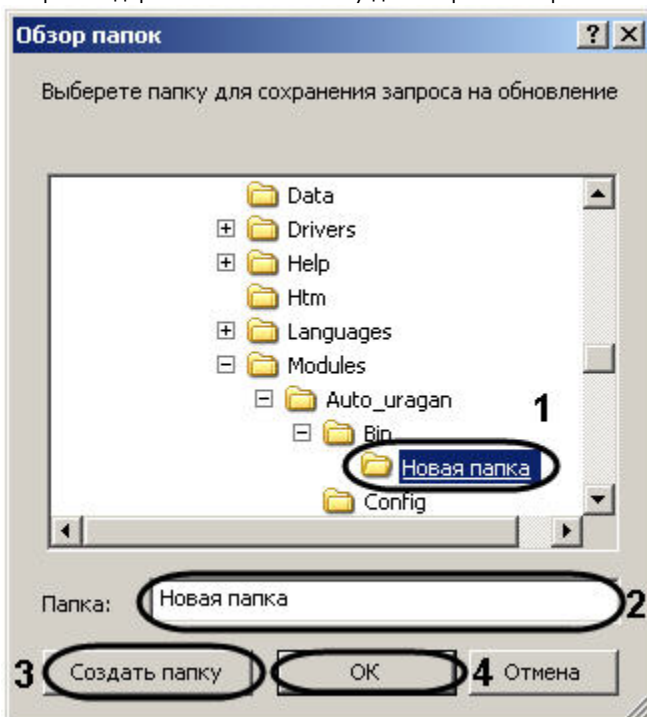 Обзор папок
Выберете папку для сохранения запроса на обновление
Data
Drivers
Help
Htm
Languages
Modules
Auto_uragan
1
Bin
Новая папка
Config
Папка: Новая папка 2
3 Создать папку OK 4 Отмена